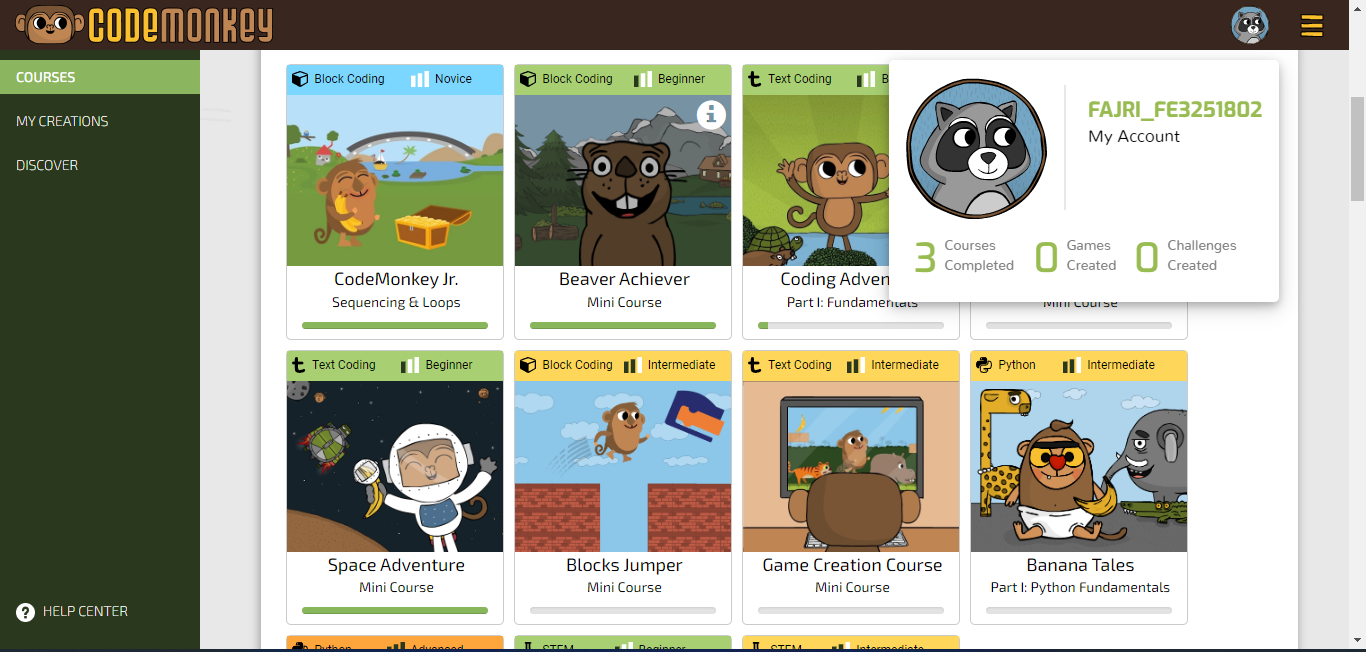 CODEMONKEY
COURSES
MY CREATIONS
DISCOVER
HELP CENTER
Block Coding Novice
CodeMonkey Jr.
Sequencing & Loops
Block Coding Beginner
Beaver Achiever
Mini Course
Text Coding B
Coding Adven
Part I: Fundamentals
Mini Course
FAJRI_FE3251802
My Account
3 Courses Completed
0 Games Created
0 Challenges Created
Text Coding Beginner
Space Adventure
Mini Course
Block Coding Intermediate
Blocks Jumper
Mini Course
Text Coding Intermediate
Game Creation Course
Mini Course
Python Intermediate
Banana Tales
Part I: Python Fundamentals
Python Advanced
STEM Beginner
STEM Intermediate